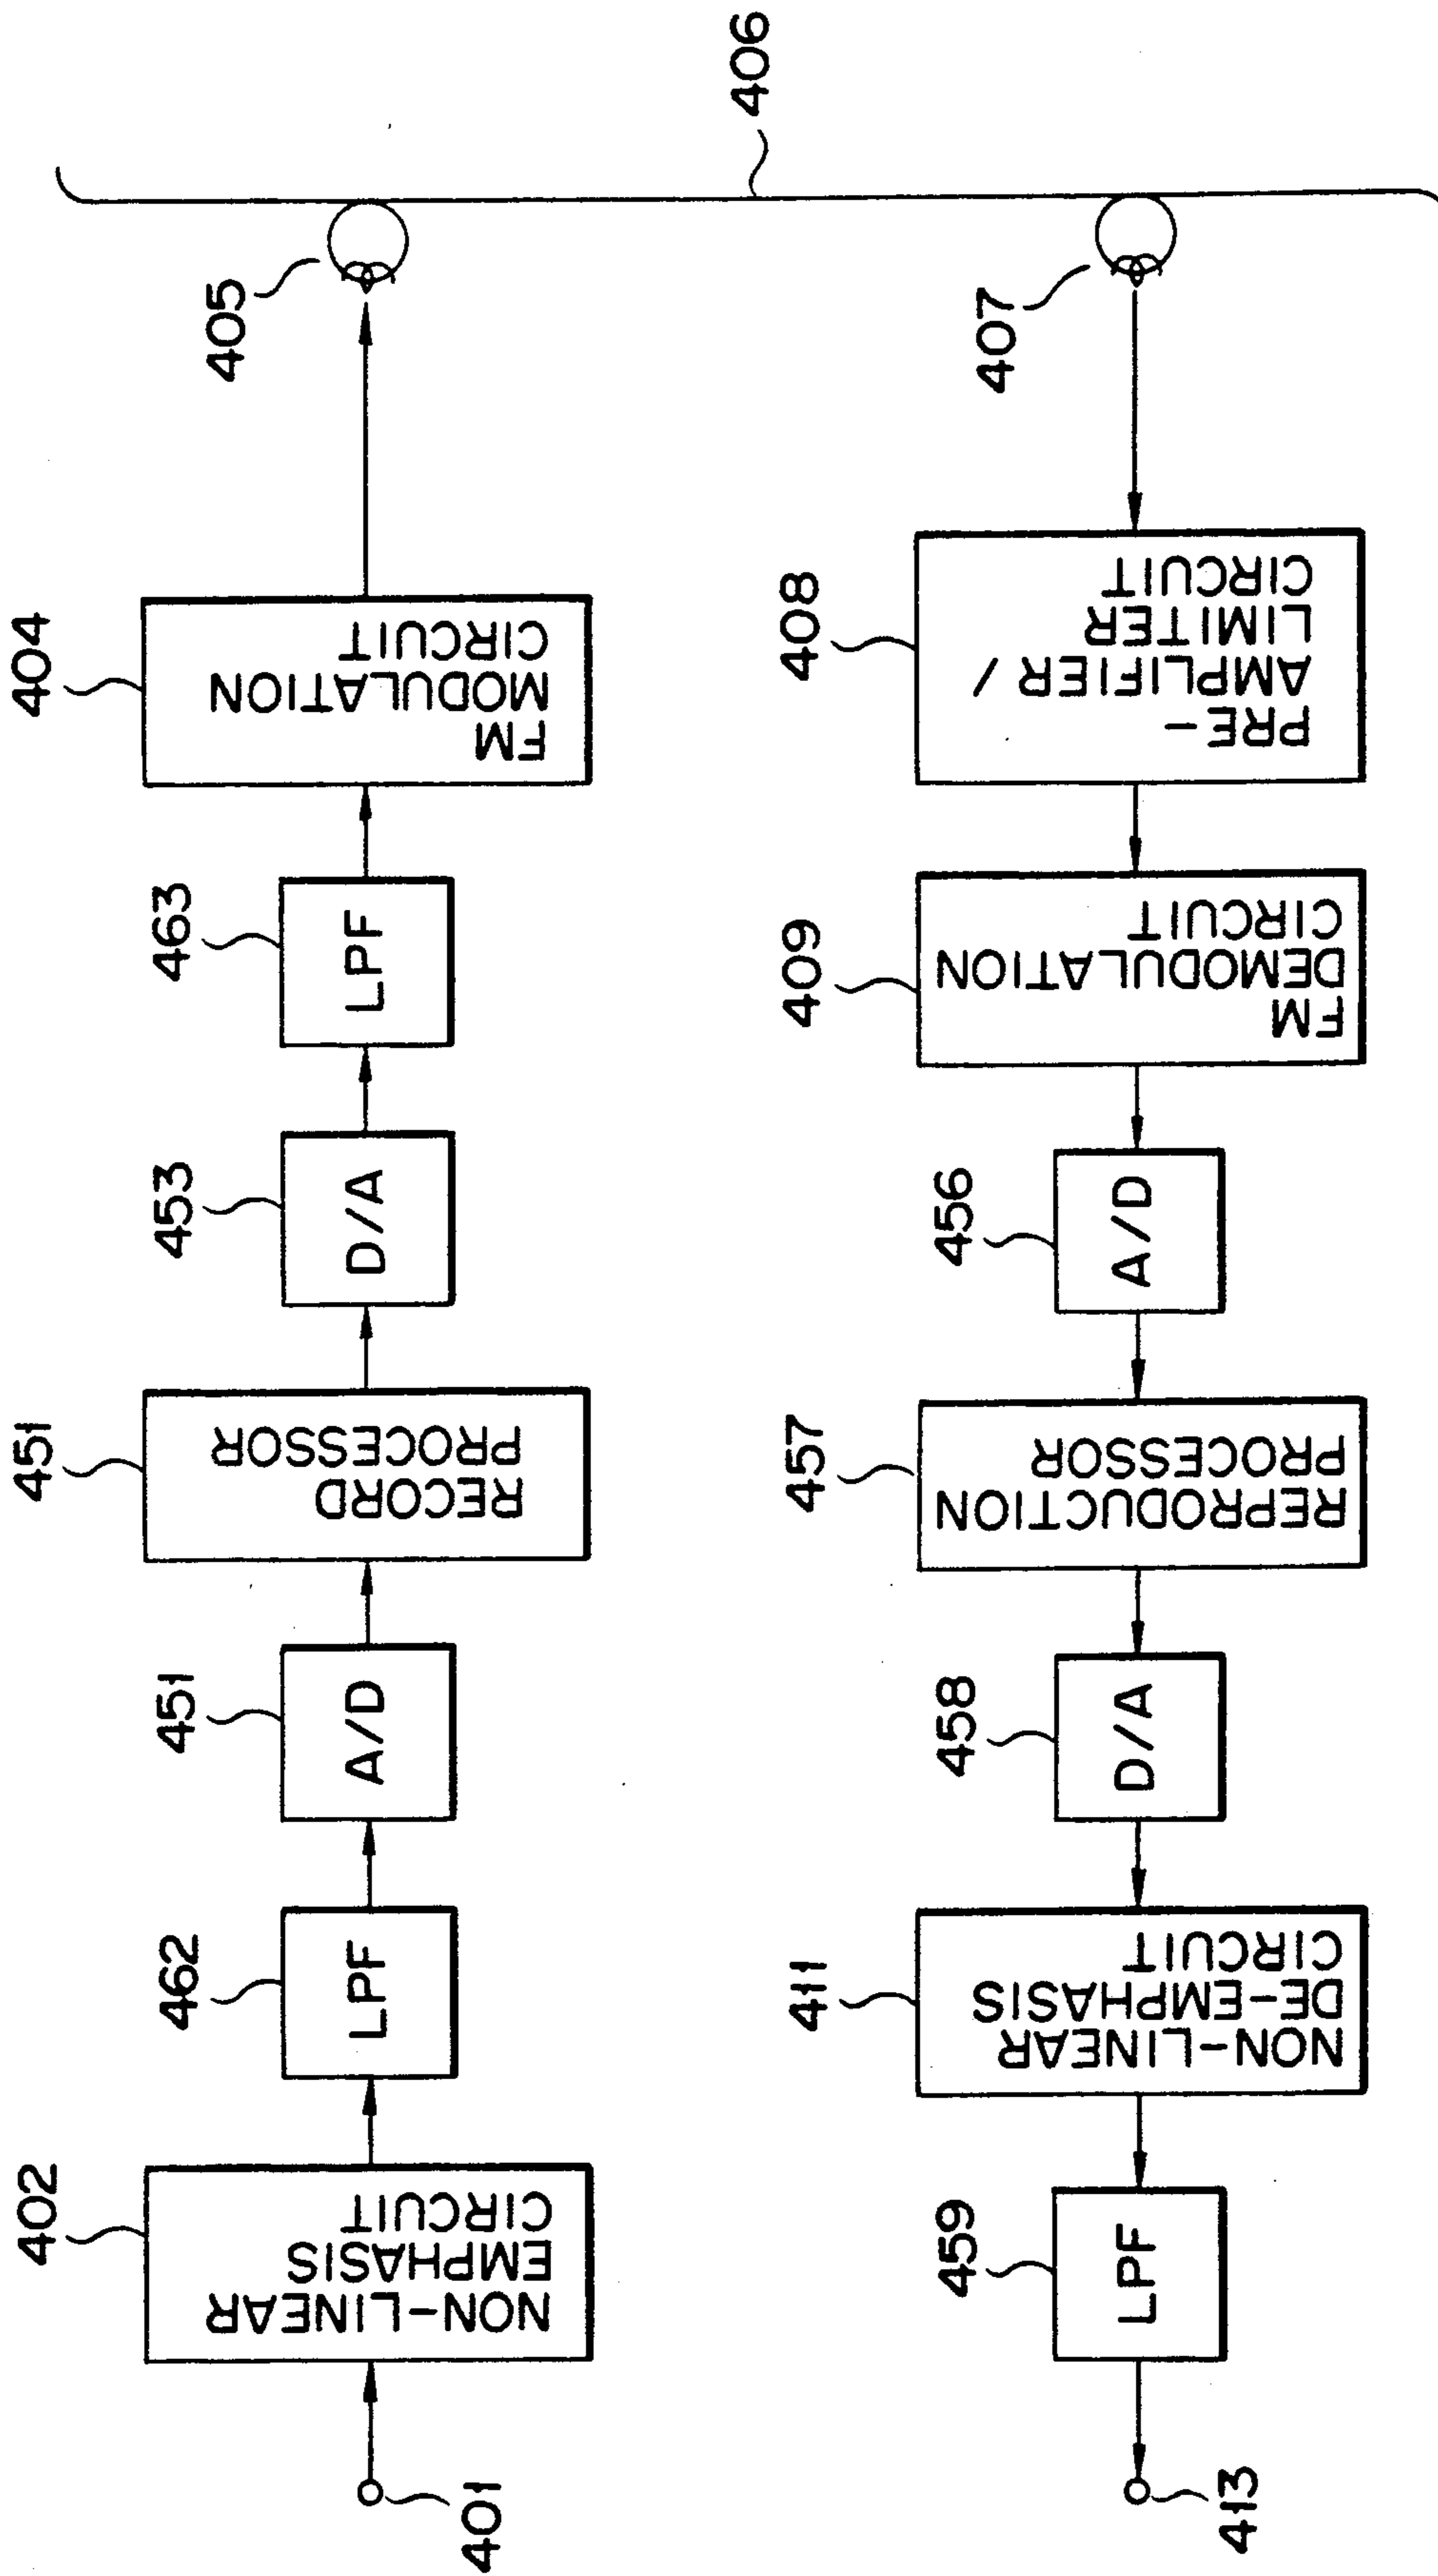 401
402
NON-LINEAR
EMPHASIS
CIRCUIT
462
LPF
451
A/D
451
RECORD
PROCESSOR
453
D/A
463
LPF
404
FM
MODULATION
CIRCUIT
405
406
413
459
LPF
411
NON-LINEAR
DE-EMPHASIS
CIRCUIT
458
D/A
457
REPRODUCTION
PROCESSOR
456
A/D
409
FM
DEMODULATION
CIRCUIT
408
PRE-
AMPLIFIER /
LIMITER
CIRCUIT
407